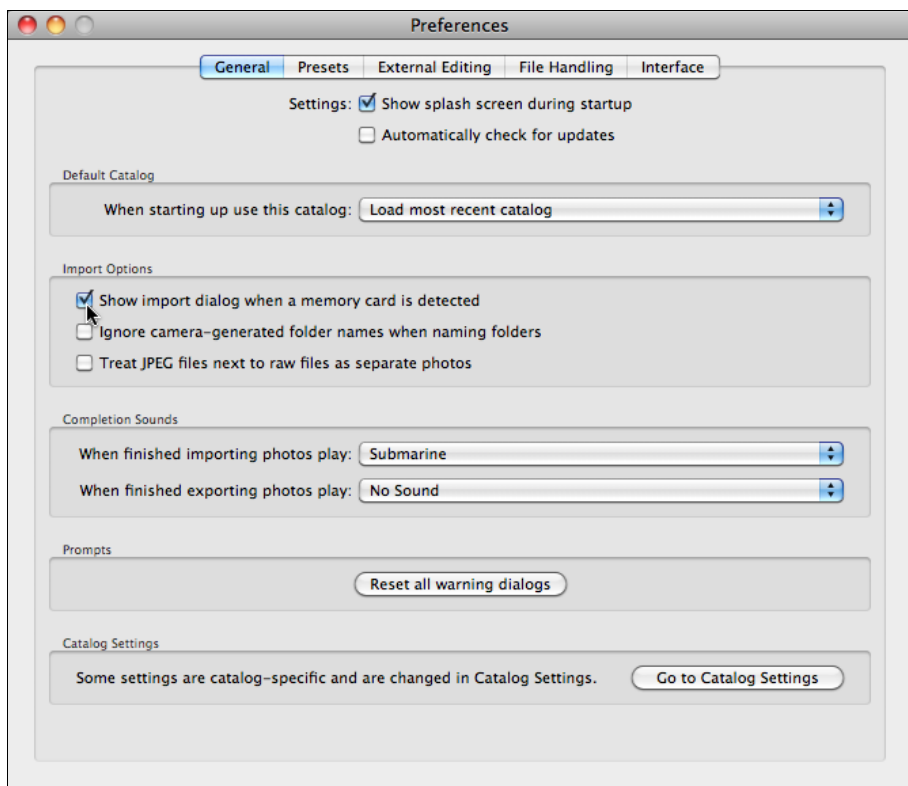 Preferences
General Presets External Editing File Handling Interface
Settings: Show splash screen during startup
Automatically check for updates
Default Catalog
When starting up use this catalog: Load most recent catalog
Import Options
Show import dialog when a memory card is detected
Ignore camera-generated folder names when naming folders
Treat JPEG files next to raw files as separate photos
Completion Sounds
When finished importing photos play: Submarine
When finished exporting photos play: No Sound
Prompts
Reset all warning dialogs
Catalog Settings
Some settings are catalog-specific and are changed in Catalog Settings. Go to Catalog Settings